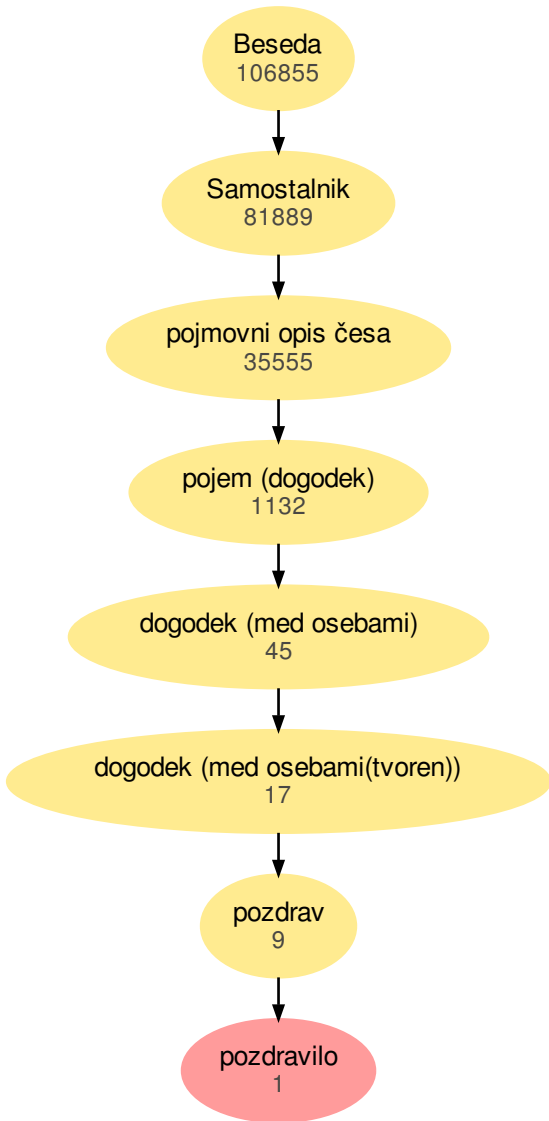 Beseda
106855
Samostalnik
81889
pojmovni opis česa
35555
pojem (dogodek)
1132
dogodek (med osebami)
45
dogodek (med osebami(tvoren))
17
pozdrav
9
pozdravilo
1